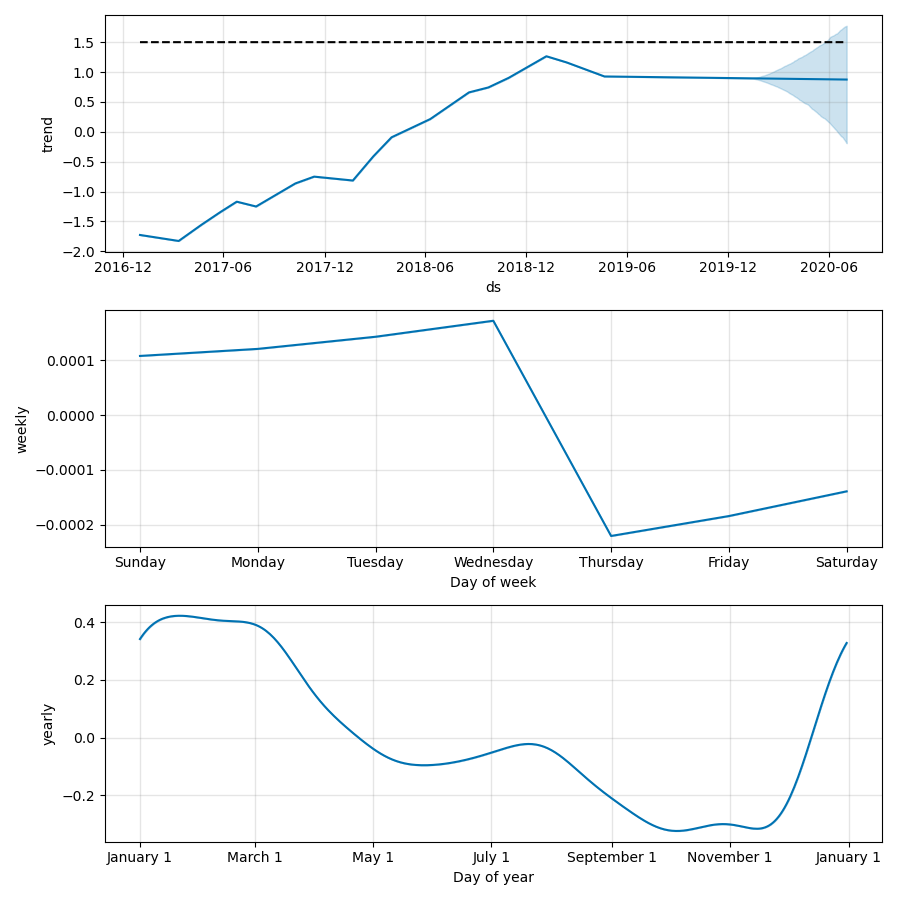 1.5
1.0
0.5
0.0
−0.5
−1.0
−1.5
−2.0
trend
2016-12 2017-06 2017-12 2018-06 2018-12 2019-06 2019-12 2020-06
ds
0.0001
0.0000
−0.0001
−0.0002
weekly
Sunday Monday Tuesday Wednesday Thursday Friday Saturday
Day of week
0.4
0.2
0.0
−0.2
yearly
January 1 March 1 May 1 July 1 September 1 November 1 January 1
Day of year